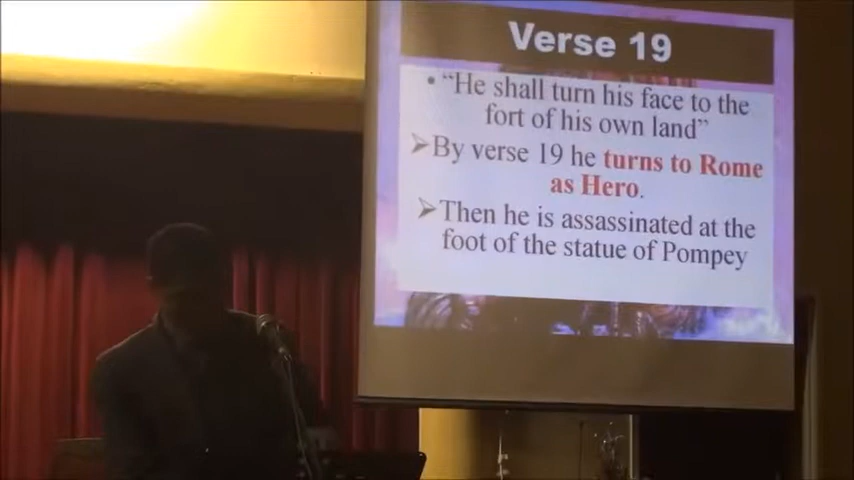 Verse 19
• “He shall turn his face to the
fort of his own land”
➢By verse 19 he turns to Rome
as Hero.
➢Then he is assassinated at the
foot of the statue of Pompey